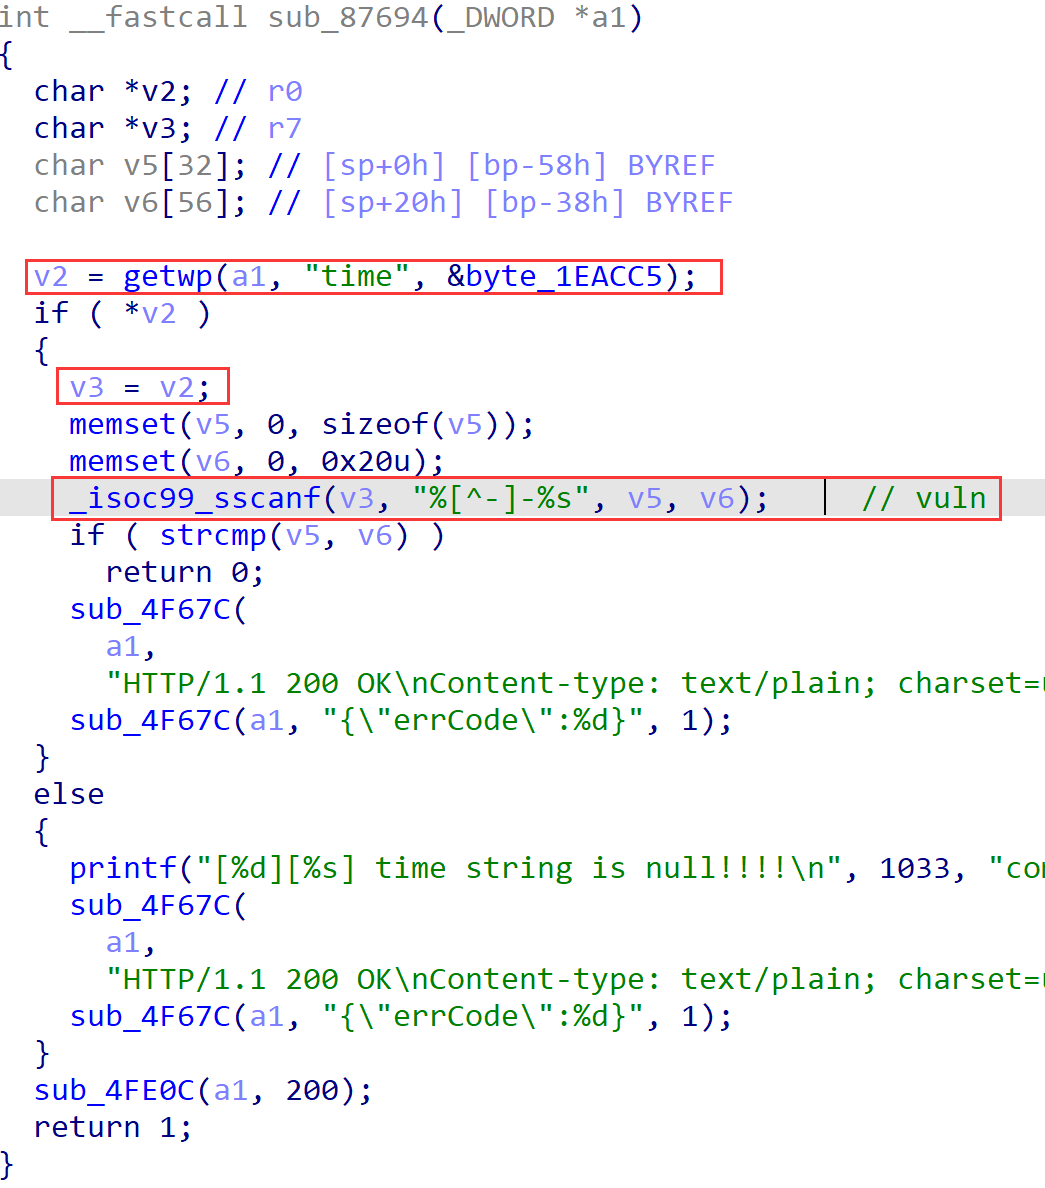 int __fastcall sub_87694(_DWORD *a1)
{
  char *v2; // r0
  char *v3; // r7
  char v5[32]; // [sp+0h] [bp-58h] BYREF
  char v6[56]; // [sp+20h] [bp-38h] BYREF

  v2 = getwp(a1, "time", &byte_1EACC5);
  if ( *v2 )
  {
    v3 = v2;
    memset(v5, 0, sizeof(v5));
    memset(v6, 0, 0x20u);
    _isoc99_sscanf(v3, "%[^-]-%s", v5, v6);      // vuln
    if ( strcmp(v5, v6) )
      return 0;
    sub_4F67C(
      a1,
      "HTTP/1.1 200 OK\nContent-type: text/plain; charset=u
    sub_4F67C(a1, "{\"errCode\":%d}", 1);
  }
  else
  {
    printf("[%d][%s] time string is null!!!!\n", 1033, "con
    sub_4F67C(
      a1,
      "HTTP/1.1 200 OK\nContent-type: text/plain; charset=u
    sub_4F67C(a1, "{\"errCode\":%d}", 1);
  }
  sub_4FE0C(a1, 200);
  return 1;
}